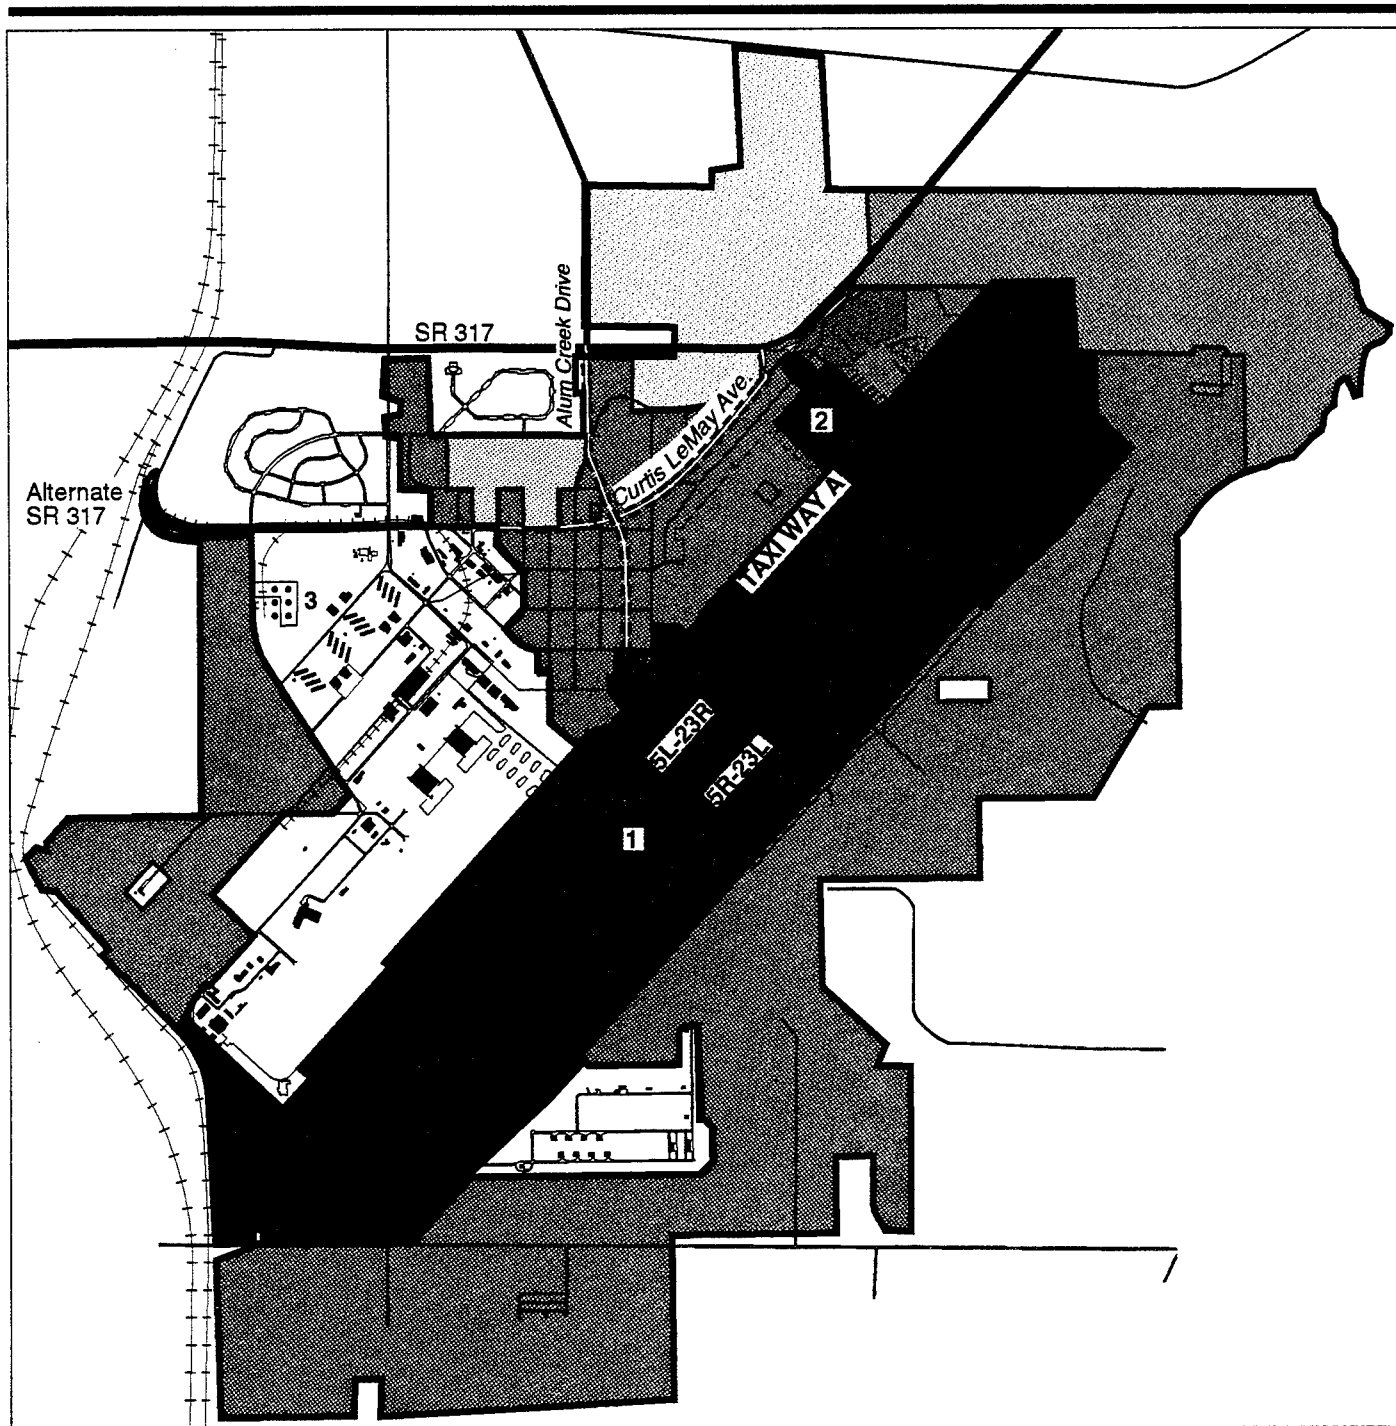 Alum Creek Drive
SR 317
Curtis LeMay Ave.
2
Alternate
SR 317
TAXI WAY A
3
5L-23R
5R-23L
1